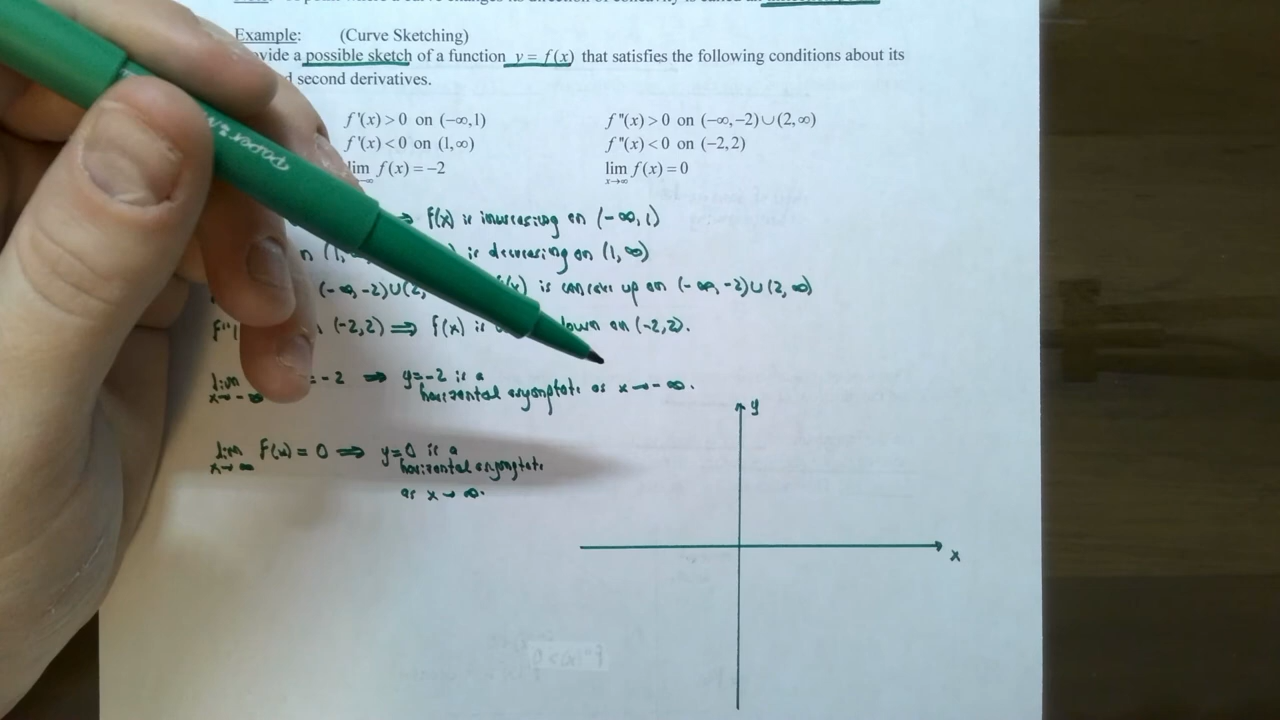 Example: (Curve Sketching)
vide a possible sketch of a function y = f(x) that satisfies the following conditions about its
d second derivatives.
f'(x) > 0 on (−∞,1) f"(x) > 0 on (−∞,−2)∪(2,∞)
f'(x) < 0 on (1,∞) f"(x) < 0 on (−2,2)
lim f(x) = −2 lim f(x) = 0
x→∞
⇒ f(x) is increasing on (-∞,1)
n (1, is decreasing on (1, ∞)
(-∞,-2)∪(2, f(x) is concave up on (-∞,-2)∪(2, ∞)
f"( (-2,2) ⇒ f(x) is down on (-2,2).
lim = -2 ⇒ y=-2 is a
x→-∞ horizontal asymptote as x→-∞.
lim f(x) = 0 ⇒ y=0 is a
x→∞ horizontal asymptote
as x→∞.
y
x
Paper